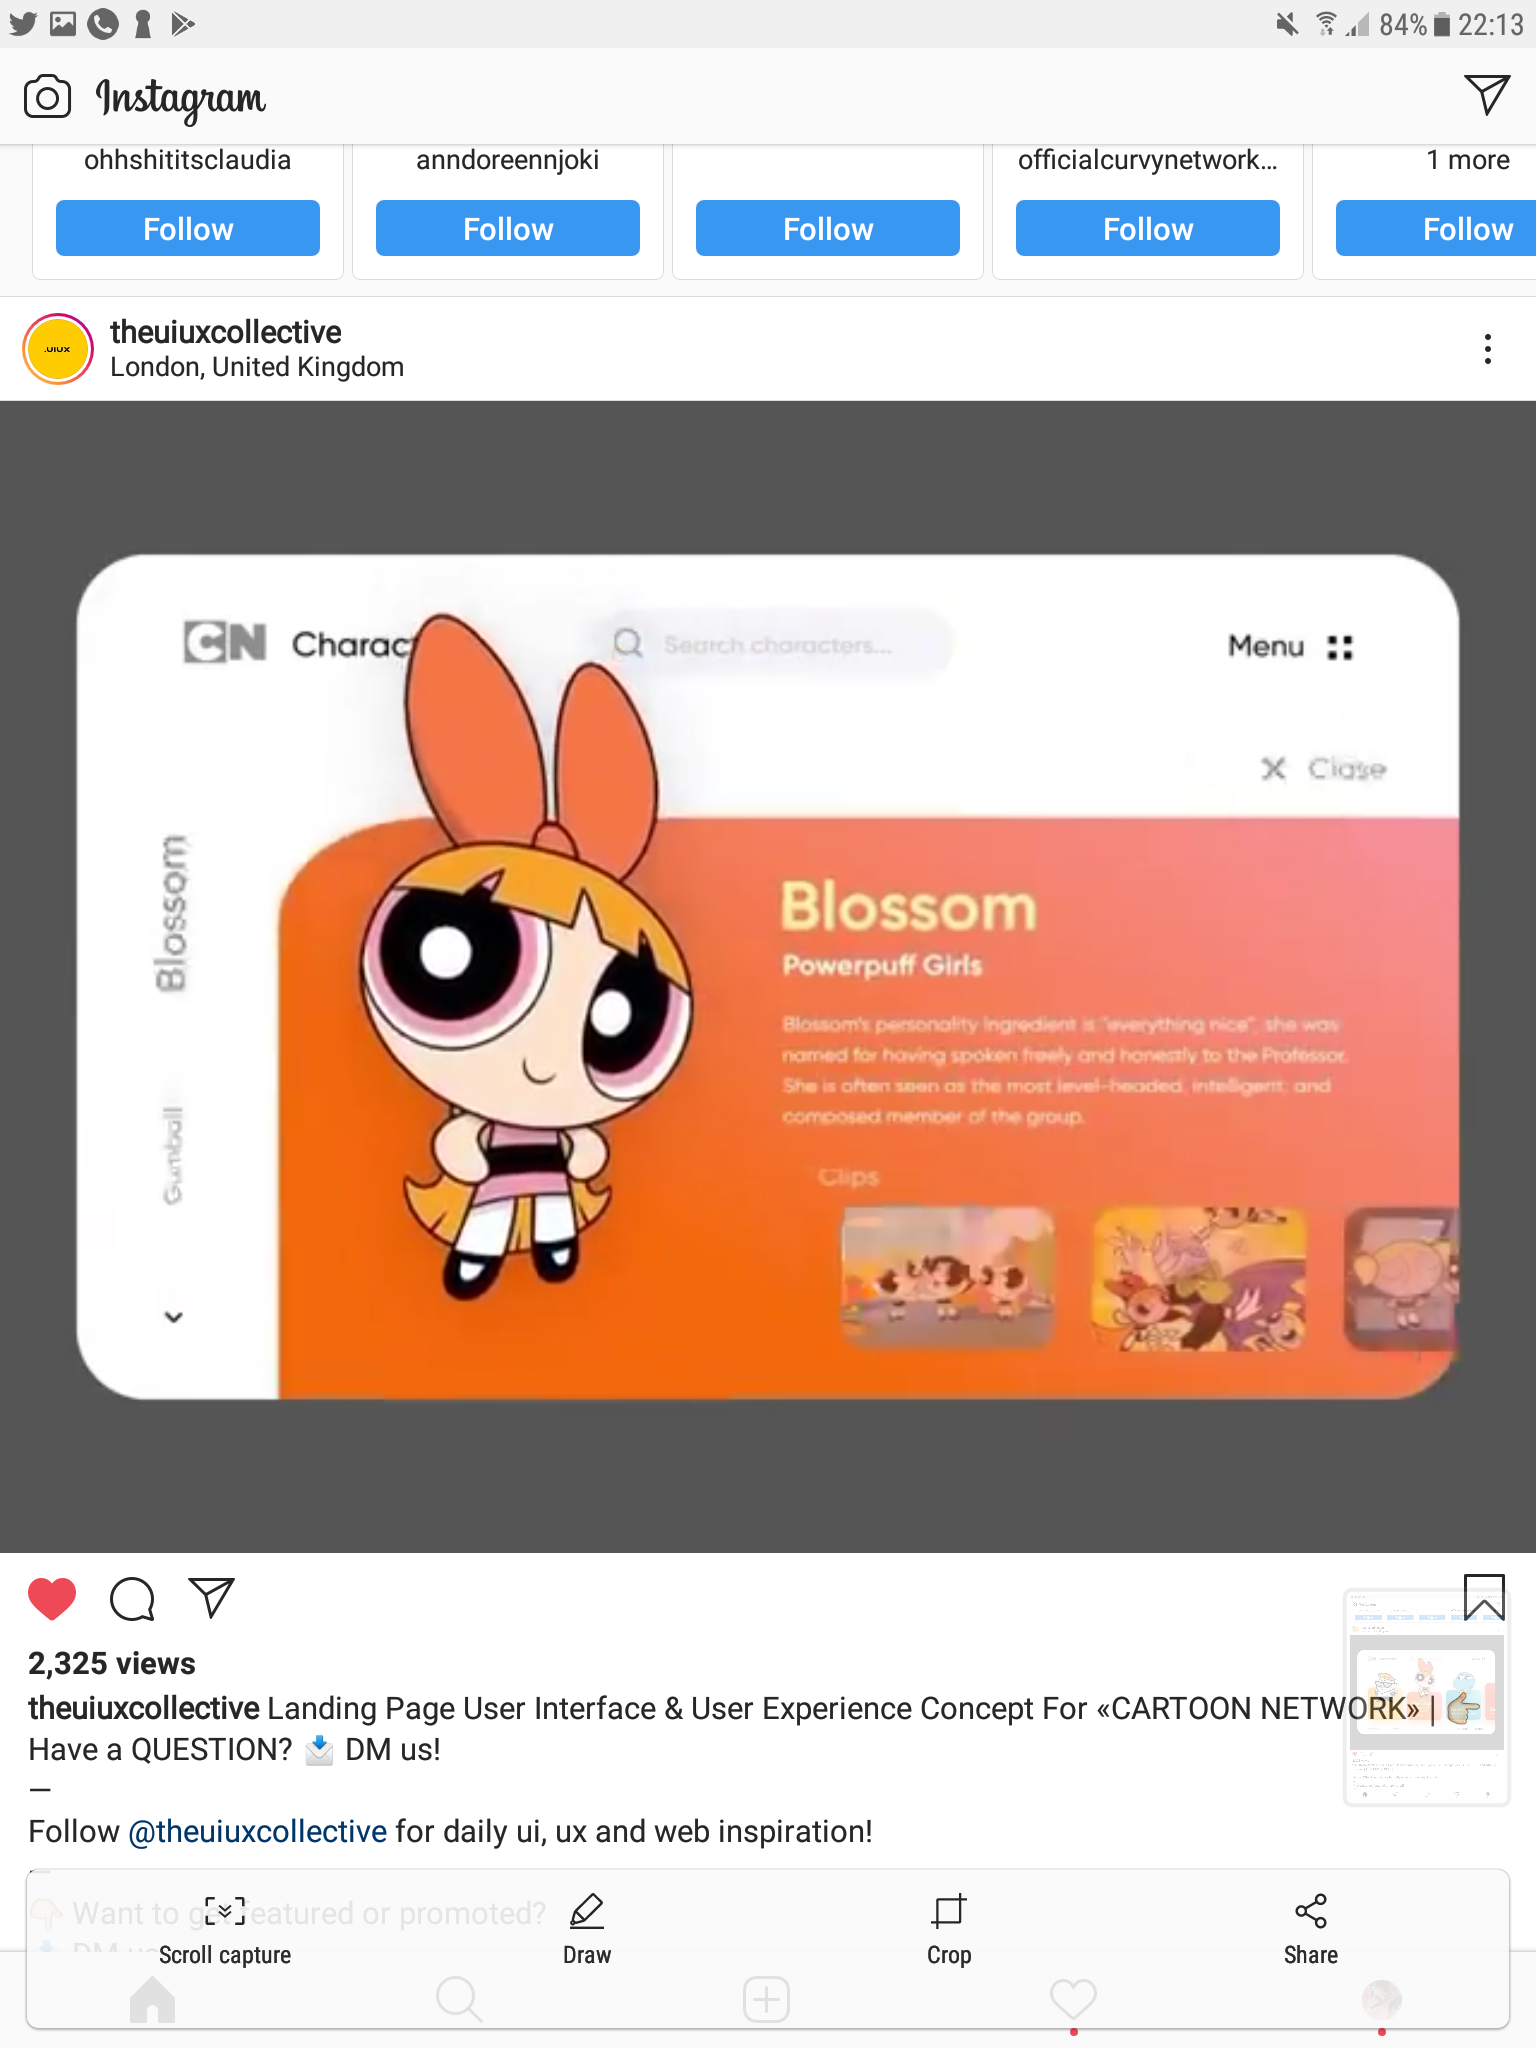 84% 22:13
Instagram
ohhshititsclaudia
anndoreennjoki
officialcurvynetwork...
1 more
Follow
Follow
Follow
Follow
Follow
.UIUX
theuiuxcollective
London, United Kingdom
CN Charac
Search characters...
Menu
Close
Blossom
Gumball
Blossom
Powerpuff Girls
Blossom's personality ingredient is "everything nice", she was
named for having spoken freely and honestly to the Professor.
She is often seen as the most level-headed, intelligent, and
composed member of the group.
Clips
2,325 views
theuiuxcollective Landing Page User Interface & User Experience Concept For «CARTOON NETWORK» |
Have a QUESTION? 📩 DM us!
—
Follow @theuiuxcollective for daily ui, ux and web inspiration!
—
👇 Want to get featured or promoted?
📩 DM us
Scroll capture
Draw
Crop
Share